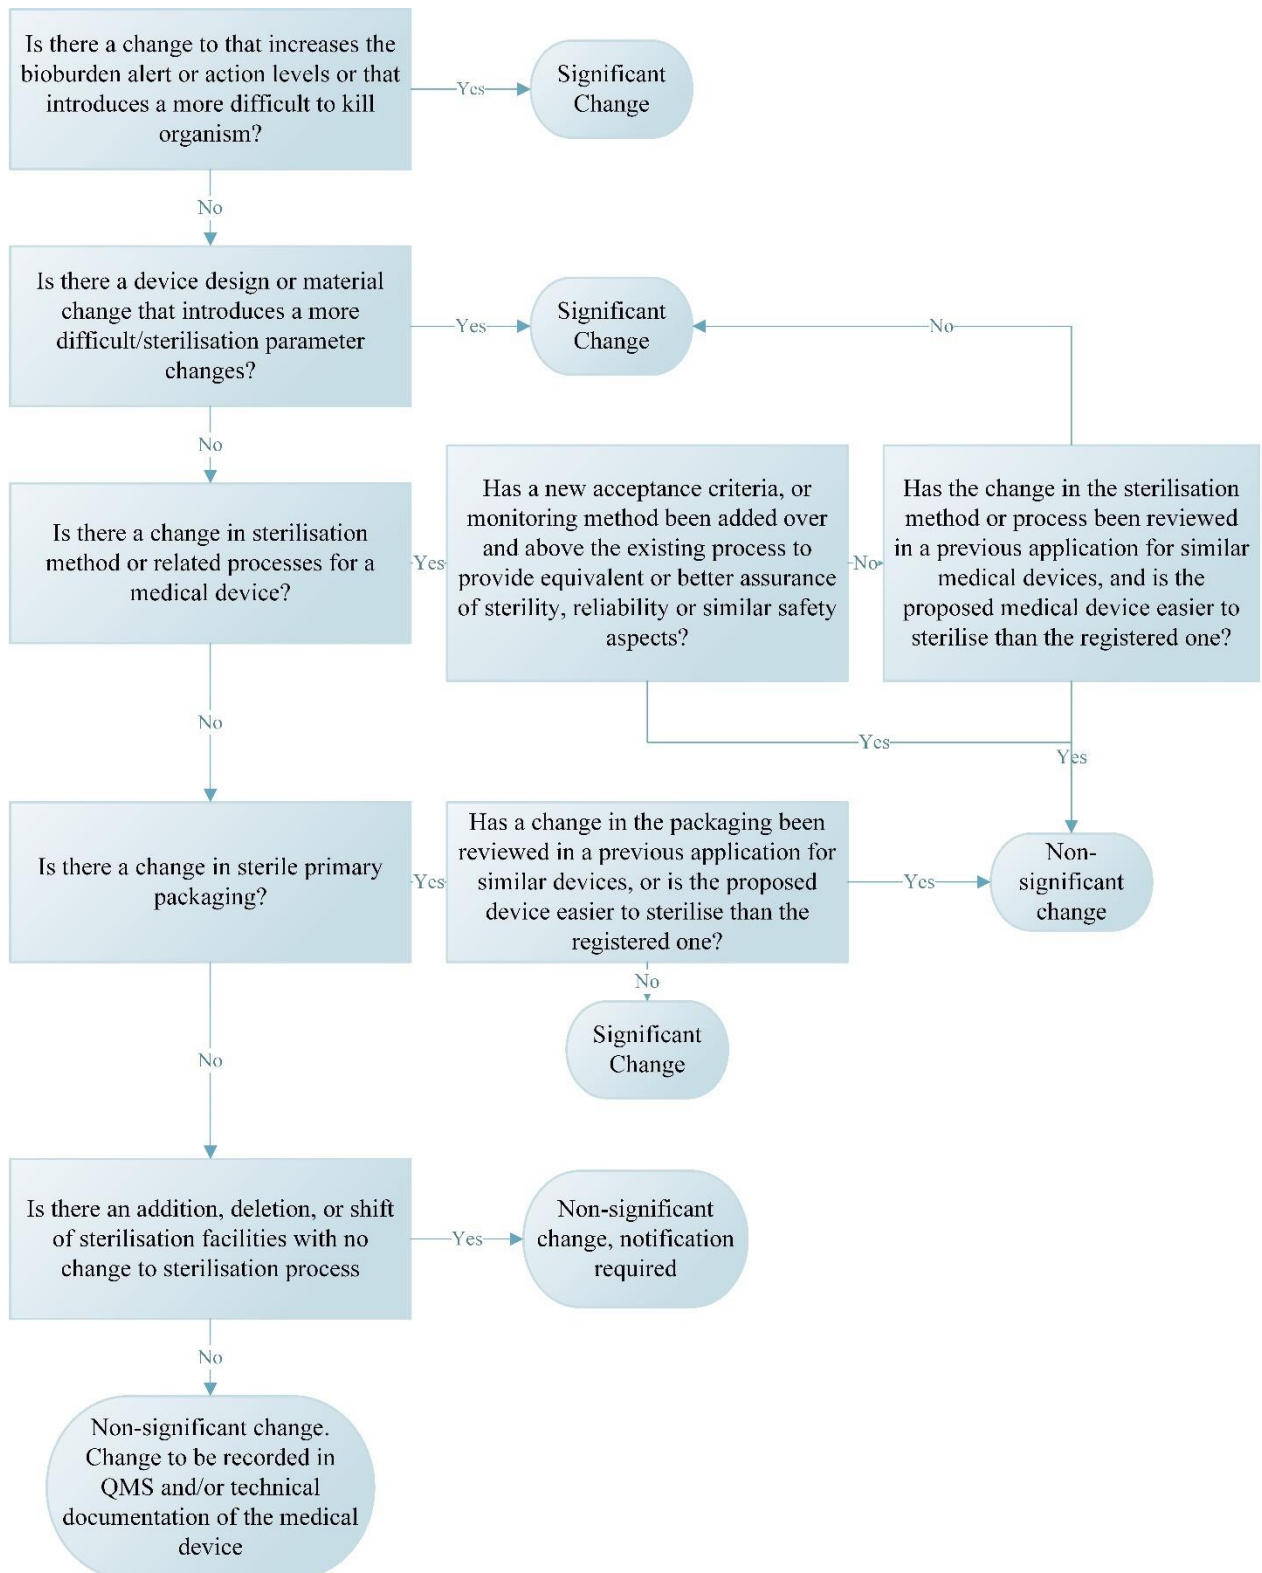 Is there a change to that increases the
bioburden alert or action levels or that
introduces a more difficult to kill
organism?
Yes
Significant
Change
No
Is there a device design or material
change that introduces a more
difficult/sterilisation parameter
changes?
Yes
Significant
Change
No
No
Is there a change in sterilisation
method or related processes for a
medical device?
Yes
Has a new acceptance criteria, or
monitoring method been added over
and above the existing process to
provide equivalent or better assurance
of sterility, reliability or similar safety
aspects?
No
Has the change in the sterilisation
method or process been reviewed
in a previous application for similar
medical devices, and is the
proposed medical device easier to
sterilise than the registered one?
No
Yes
Yes
Is there a change in sterile primary
packaging?
Yes
Has a change in the packaging been
reviewed in a previous application for
similar devices, or is the proposed
device easier to sterilise than the
registered one?
Yes
Non-
significant
change
No
Significant
Change
No
Is there an addition, deletion, or shift
of sterilisation facilities with no
change to sterilisation process
Yes
Non-significant
change, notification
required
No
Non-significant change.
Change to be recorded in
QMS and/or technical
documentation of the medical
device